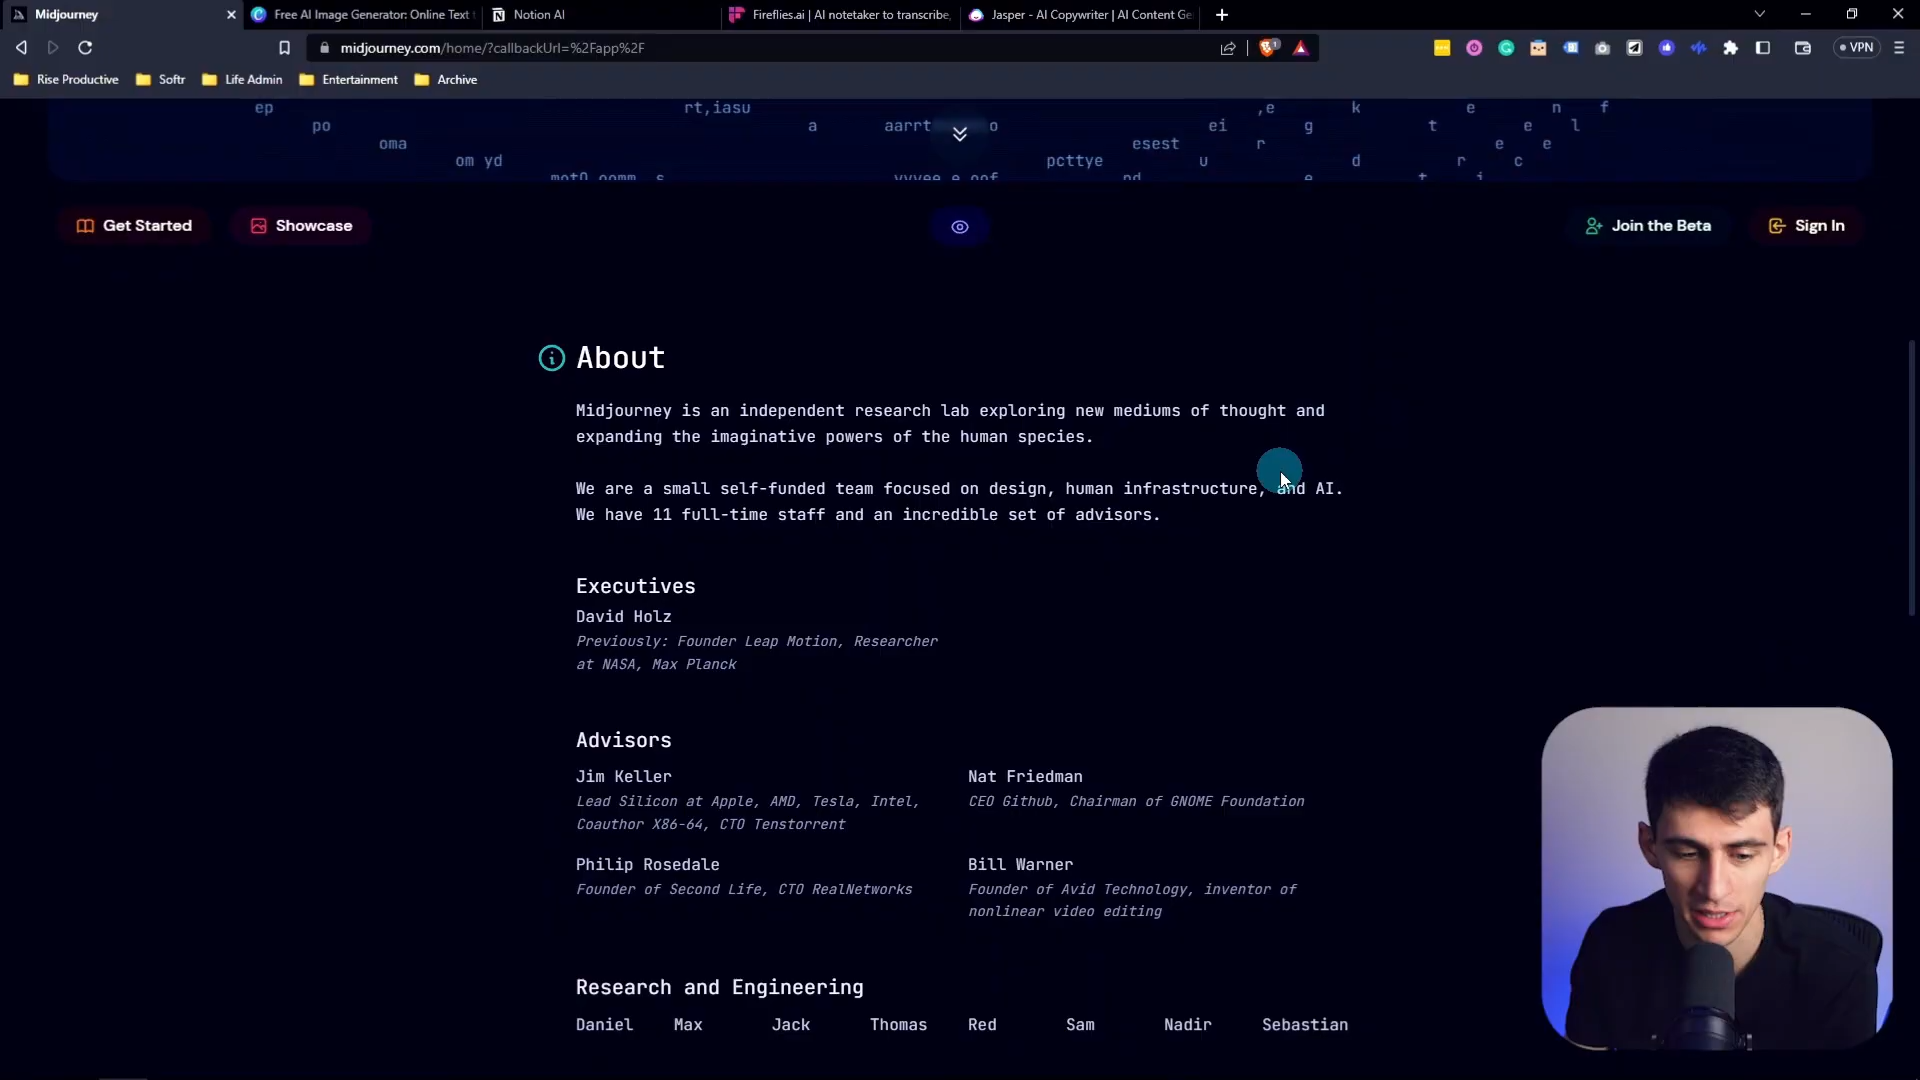 Midjourney
Free AI Image Generator: Online Text
Notion AI
Fireflies.ai | AI notetaker to transcribe,
Jasper - AI Copywriter | AI Content Ge
midjourney.com/home/?callbackUrl=%2Fapp%2F
VPN
Rise Productive
Softr
Life Admin
Entertainment
Archive
ep rt,iasu ,e k e n f
po a aarrt o ei g t e l
oma esest r e e
om yd pcttye u d r c
Get Started
Showcase
Join the Beta
Sign In
About
Midjourney is an independent research lab exploring new mediums of thought and
expanding the imaginative powers of the human species.
We are a small self-funded team focused on design, human infrastructure, and AI.
We have 11 full-time staff and an incredible set of advisors.
Executives
David Holz
Previously: Founder Leap Motion, Researcher
at NASA, Max Planck
Advisors
Jim Keller
Lead Silicon at Apple, AMD, Tesla, Intel,
Coauthor X86-64, CTO Tenstorrent
Nat Friedman
CEO Github, Chairman of GNOME Foundation
Philip Rosedale
Founder of Second Life, CTO RealNetworks
Bill Warner
Founder of Avid Technology, inventor of
nonlinear video editing
Research and Engineering
Daniel Max Jack Thomas Red Sam Nadir Sebastian